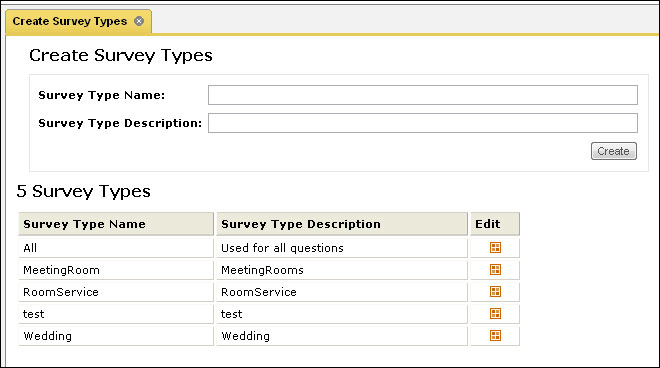 Create Survey Types
Create Survey Types
Survey Type Name:
Survey Type Description:
Create
5 Survey Types
Survey Type Name Survey Type Description Edit
All Used for all questions
MeetingRoom MeetingRooms
RoomService RoomService
test test
Wedding Wedding